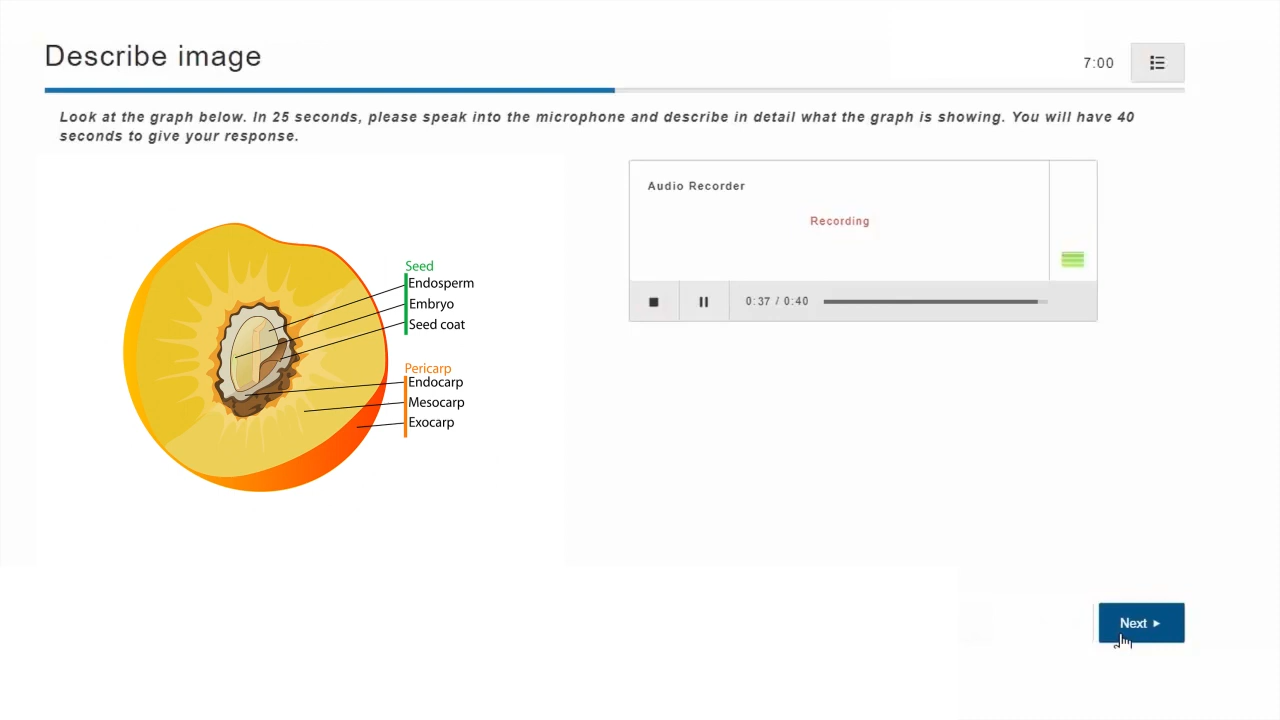 Describe image
7:00
Look at the graph below. In 25 seconds, please speak into the microphone and describe in detail what the graph is showing. You will have 40
seconds to give your response.
Audio Recorder
Recording
0:37 / 0:40
Seed
Endosperm
Embryo
Seed coat
Pericarp
Endocarp
Mesocarp
Exocarp
Next